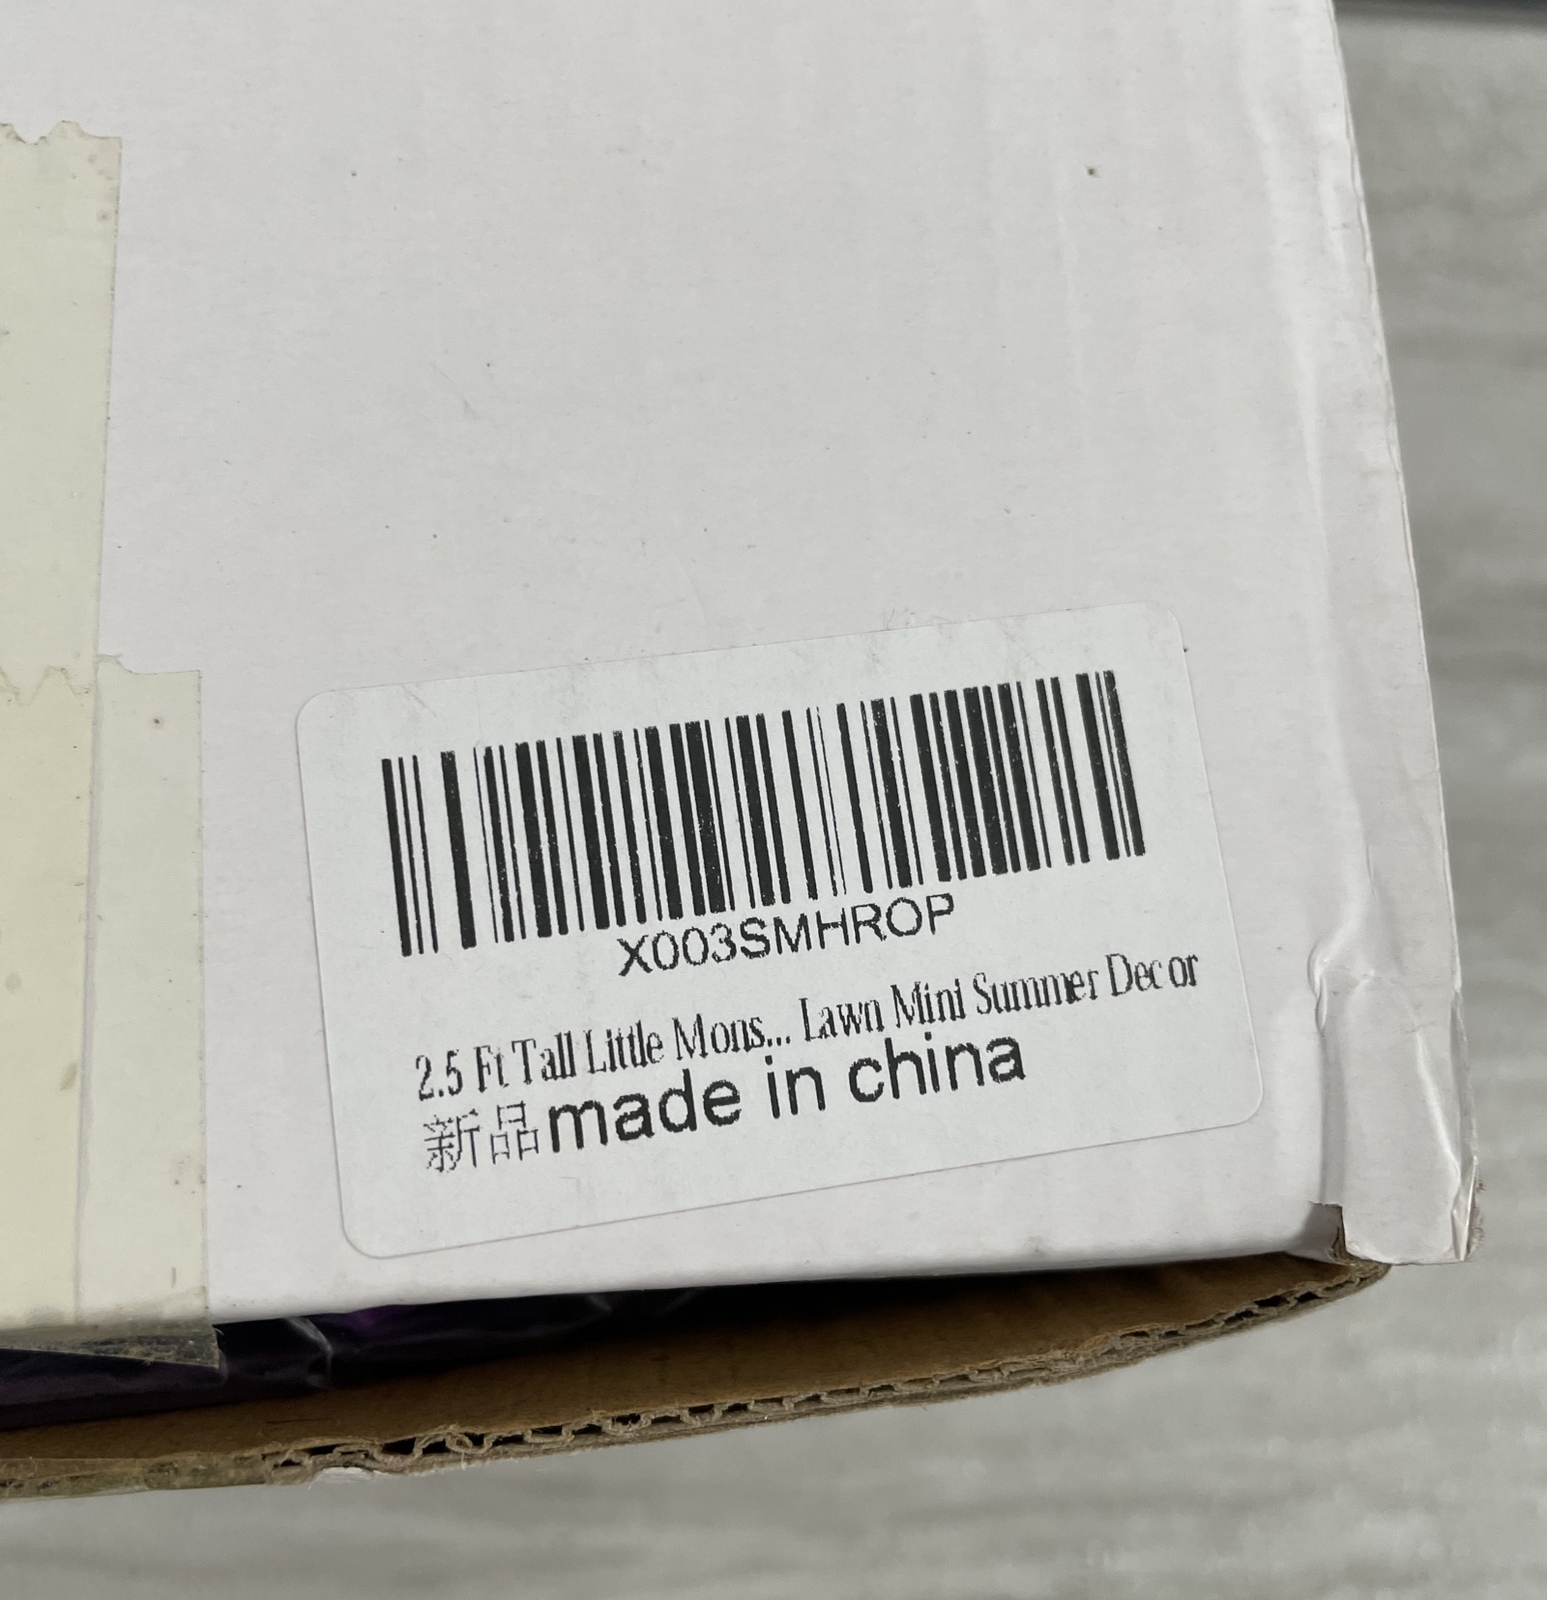 X003SMHROP
2.5 Ft Tall Little Mons... Lawn Mini Summer Decor
新品made in china